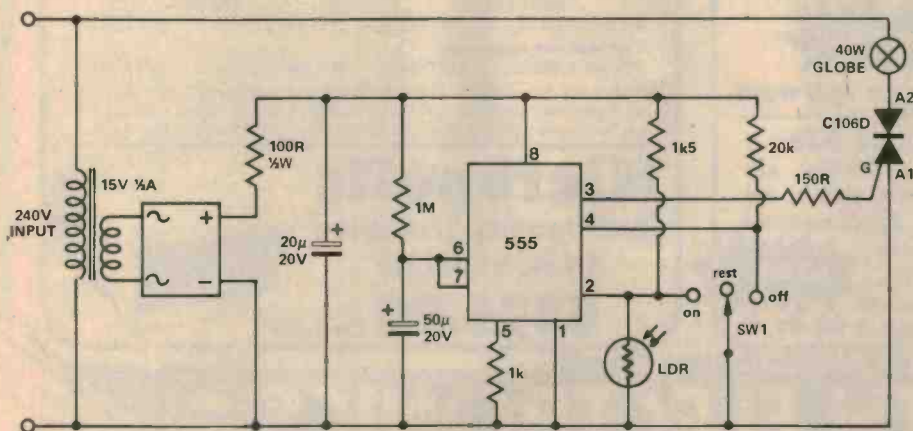 40W
GLOBE
A2
C106D
G
A1
100R
½W
1k5
20k
8
15V ½A
3
150R
1M
4
240V
INPUT
20µ
20V
+
6
555
7
2
rest
on
off
+
50µ
20V
5
1
SW1
LDR
1k
~
+
~
−